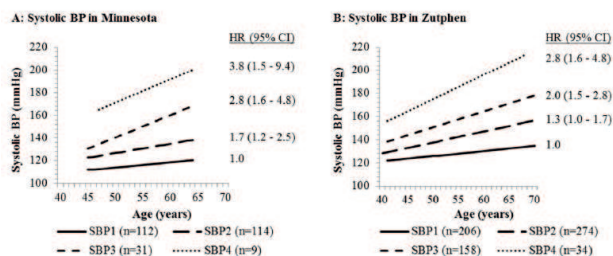 A: Systolic BP in Minnesota
HR (95% CI)
Systolic BP (mmHg)
220
200
180
160
140
120
100
3.8 (1.5 - 9.4)
2.8 (1.6 - 4.8)
1.7 (1.2 - 2.5)
1.0
40 45 50 55 60 65 70
Age (years)
SBP1 (n=112) SBP2 (n=114)
SBP3 (n=31) SBP4 (n=9)
B: Systolic BP in Zutphen
HR (95% CI)
Systolic BP (mmHg)
220
200
180
160
140
120
100
2.8 (1.6 - 4.8)
2.0 (1.5 - 2.8)
1.3 (1.0 - 1.7)
1.0
40 50 60 70
Age (years)
SBP1 (n=206) SBP2 (n=274)
SBP3 (n=158) SBP4 (n=34)